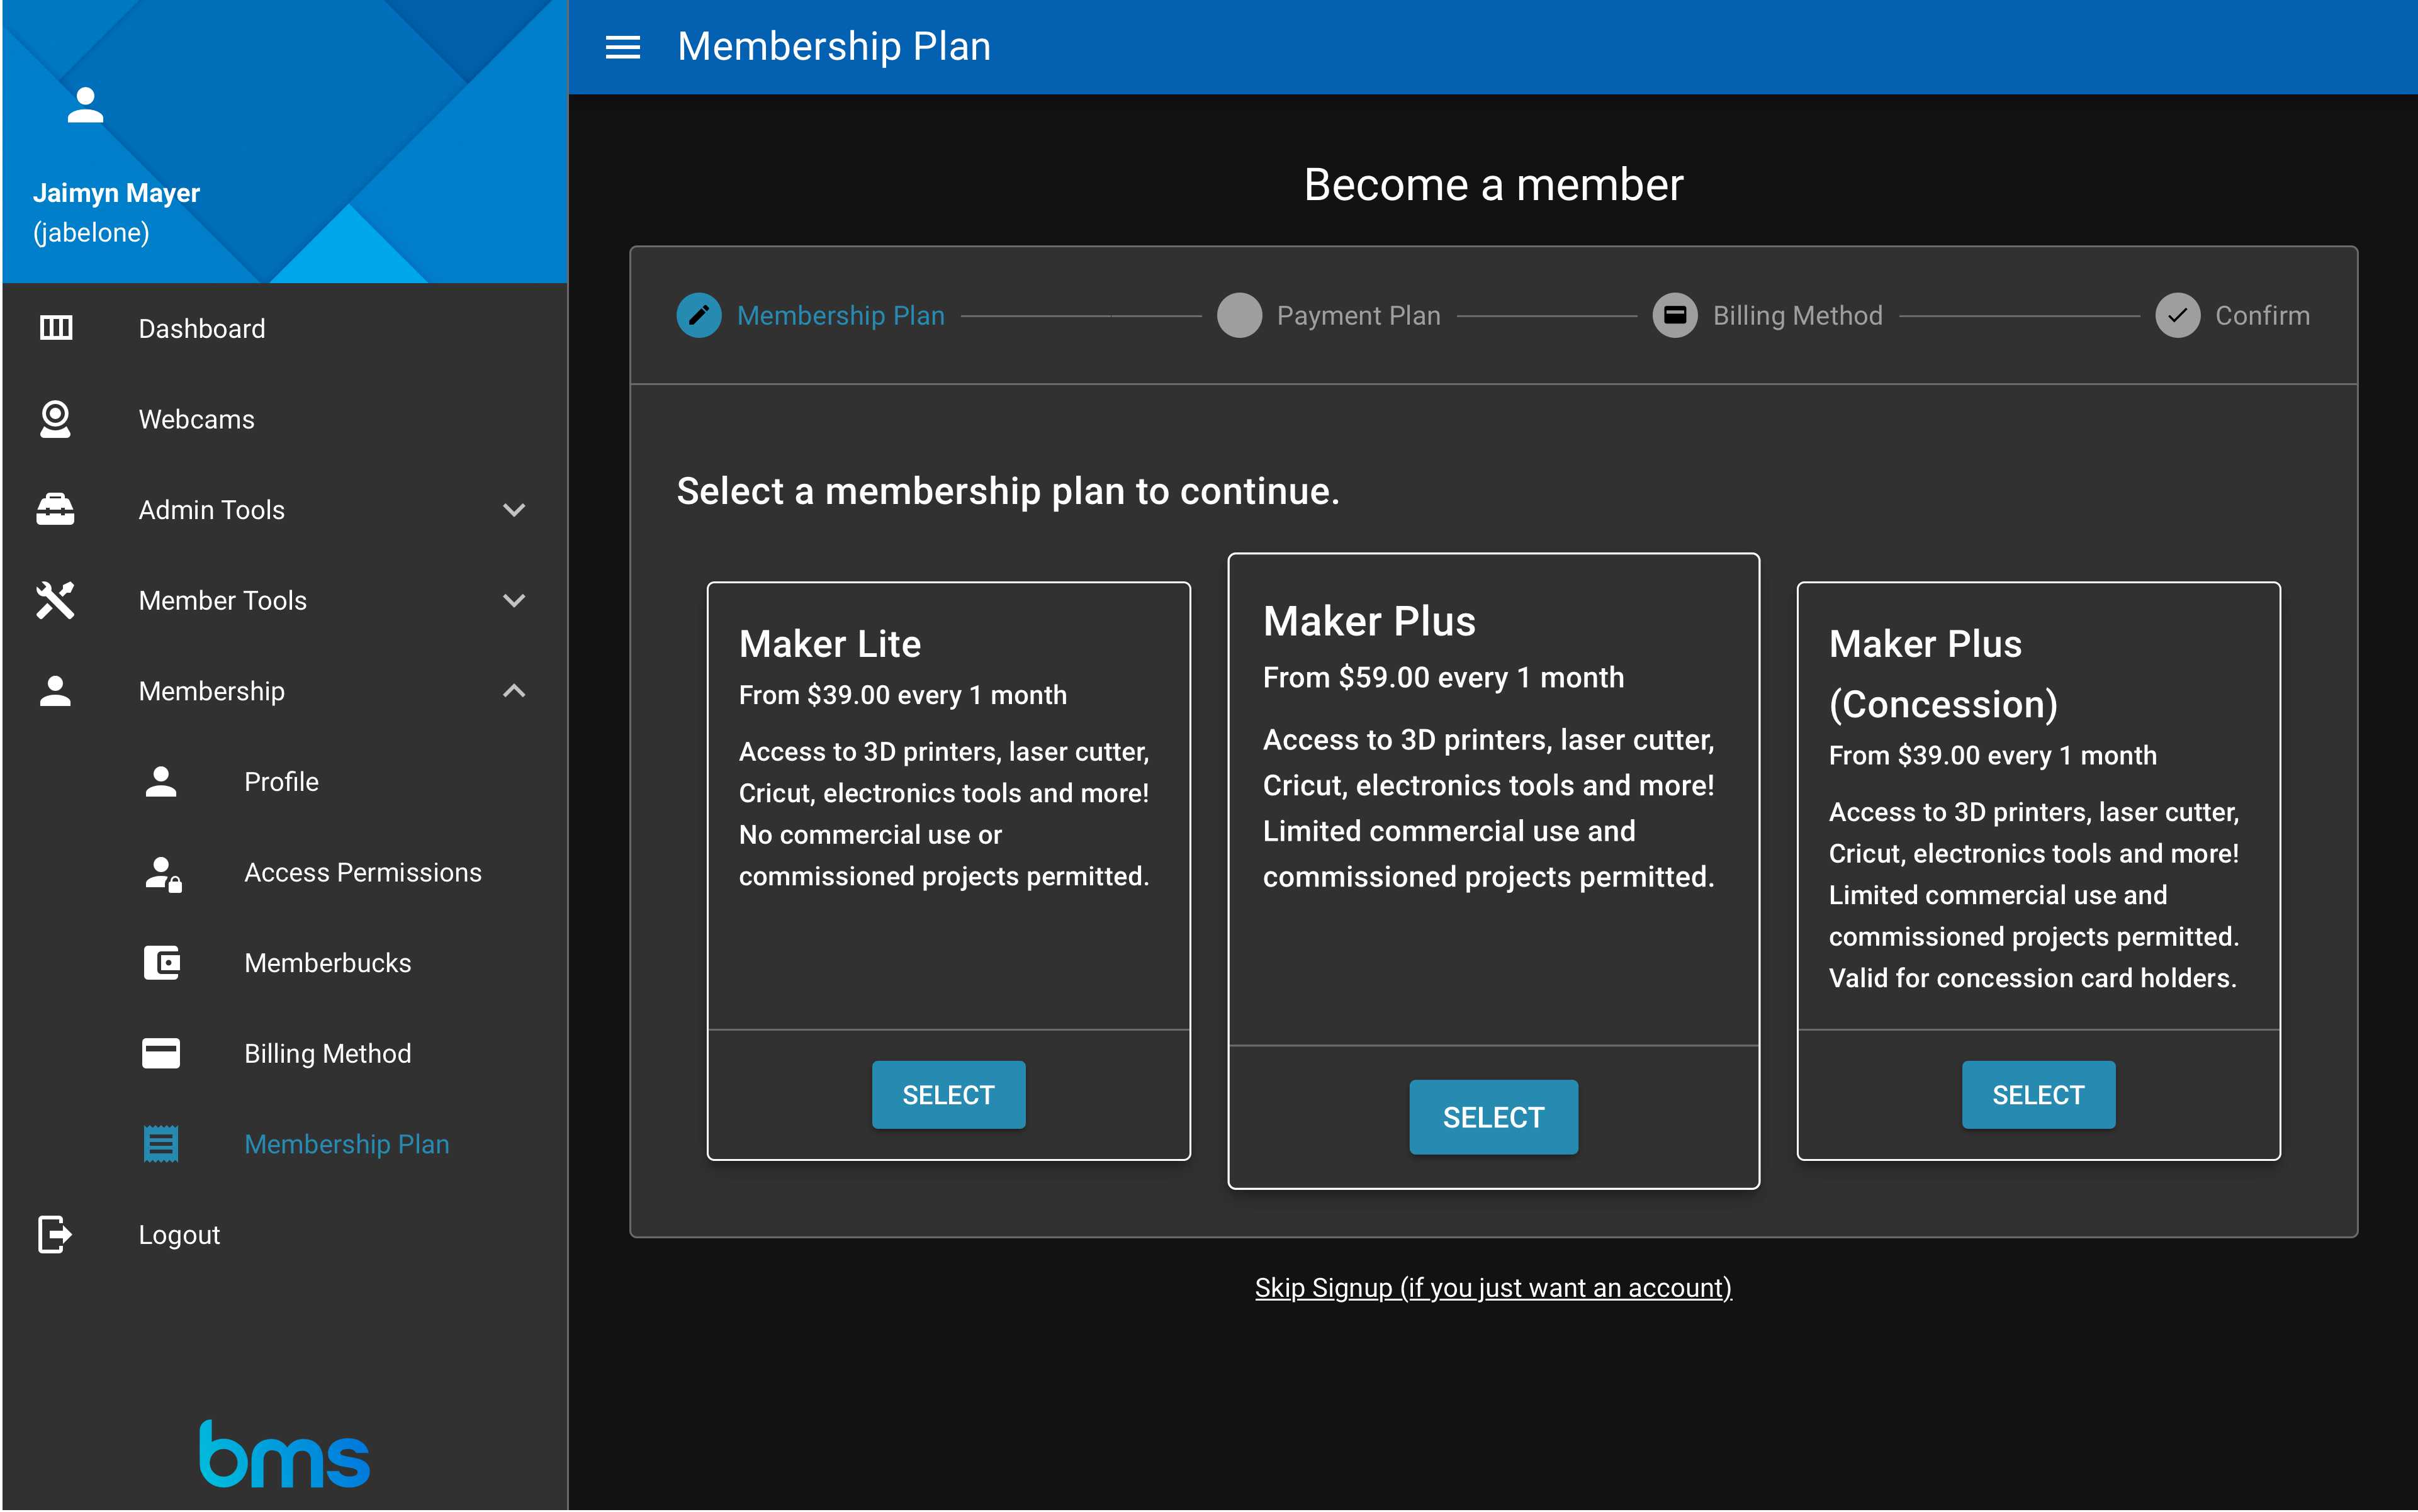 Jaimyn Mayer
(jabelone)
Dashboard
Webcams
Admin Tools
Member Tools
Membership
Profile
Access Permissions
Memberbucks
Billing Method
Membership Plan
Logout
bms
Membership Plan
Become a member
Membership Plan
Payment Plan
Billing Method
Confirm
Select a membership plan to continue.
Maker Lite
From $39.00 every 1 month
Access to 3D printers, laser cutter,
Cricut, electronics tools and more!
No commercial use or
commissioned projects permitted.
SELECT
Maker Plus
From $59.00 every 1 month
Access to 3D printers, laser cutter,
Cricut, electronics tools and more!
Limited commercial use and
commissioned projects permitted.
SELECT
Maker Plus
(Concession)
From $39.00 every 1 month
Access to 3D printers, laser cutter,
Cricut, electronics tools and more!
Limited commercial use and
commissioned projects permitted.
Valid for concession card holders.
SELECT
Skip Signup (if you just want an account)